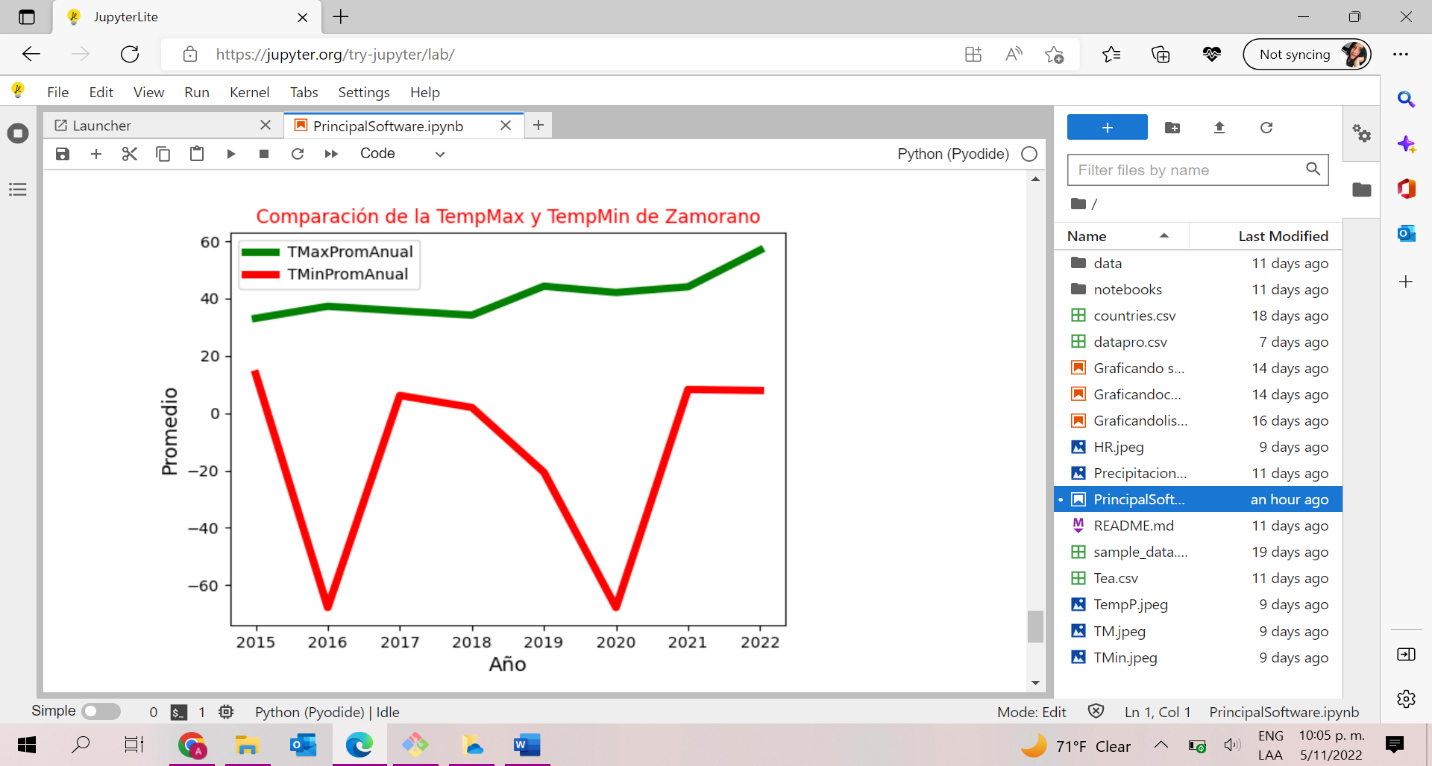 JupyterLite
https://jupyter.org/try-jupyter/lab/
Not syncing
File Edit View Run Kernel Tabs Settings Help
Launcher
PrincipalSoftware.ipynb
Code
Python (Pyodide)
Comparación de la TempMax y TempMin de Zamorano
TMaxPromAnual
TMinPromAnual
60
40
20
0
−20
−40
−60
Promedio
2015 2016 2017 2018 2019 2020 2021 2022
Año
Filter files by name
/
Name Last Modified
data 11 days ago
notebooks 11 days ago
countries.csv 18 days ago
datapro.csv 7 days ago
Graficando s... 14 days ago
Graficandoc... 14 days ago
Graficandolis... 16 days ago
HR.jpeg 9 days ago
Precipitacion... 11 days ago
PrincipalSoft... an hour ago
README.md 11 days ago
sample_data.... 19 days ago
Tea.csv 11 days ago
TempP.jpeg 9 days ago
TM.jpeg 9 days ago
TMin.jpeg 9 days ago
Simple 0 $_ 1 Python (Pyodide) | Idle Mode: Edit Ln 1, Col 1 PrincipalSoftware.ipynb
71°F Clear
ENG
LAA
10:05 p. m.
5/11/2022